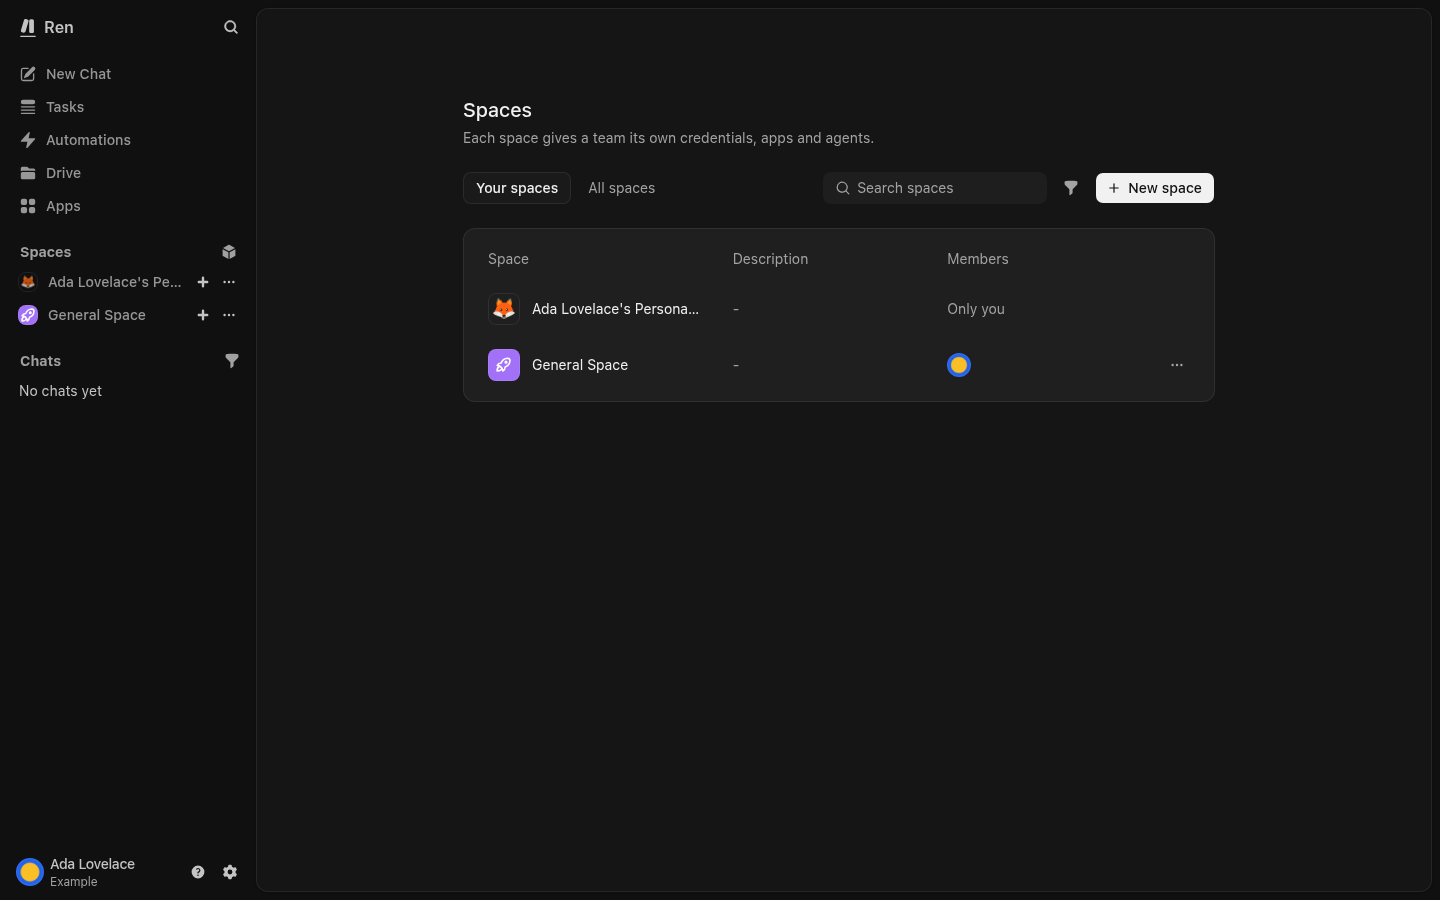 Ren
New Chat
Tasks
Automations
Drive
Apps
Spaces
Ada Lovelace's Pe...
General Space
Chats
No chats yet
Ada Lovelace
Example
Spaces
Each space gives a team its own credentials, apps and agents.
Your spaces
All spaces
Search spaces
New space
Space Description Members
Ada Lovelace's Persona... - Only you
General Space -